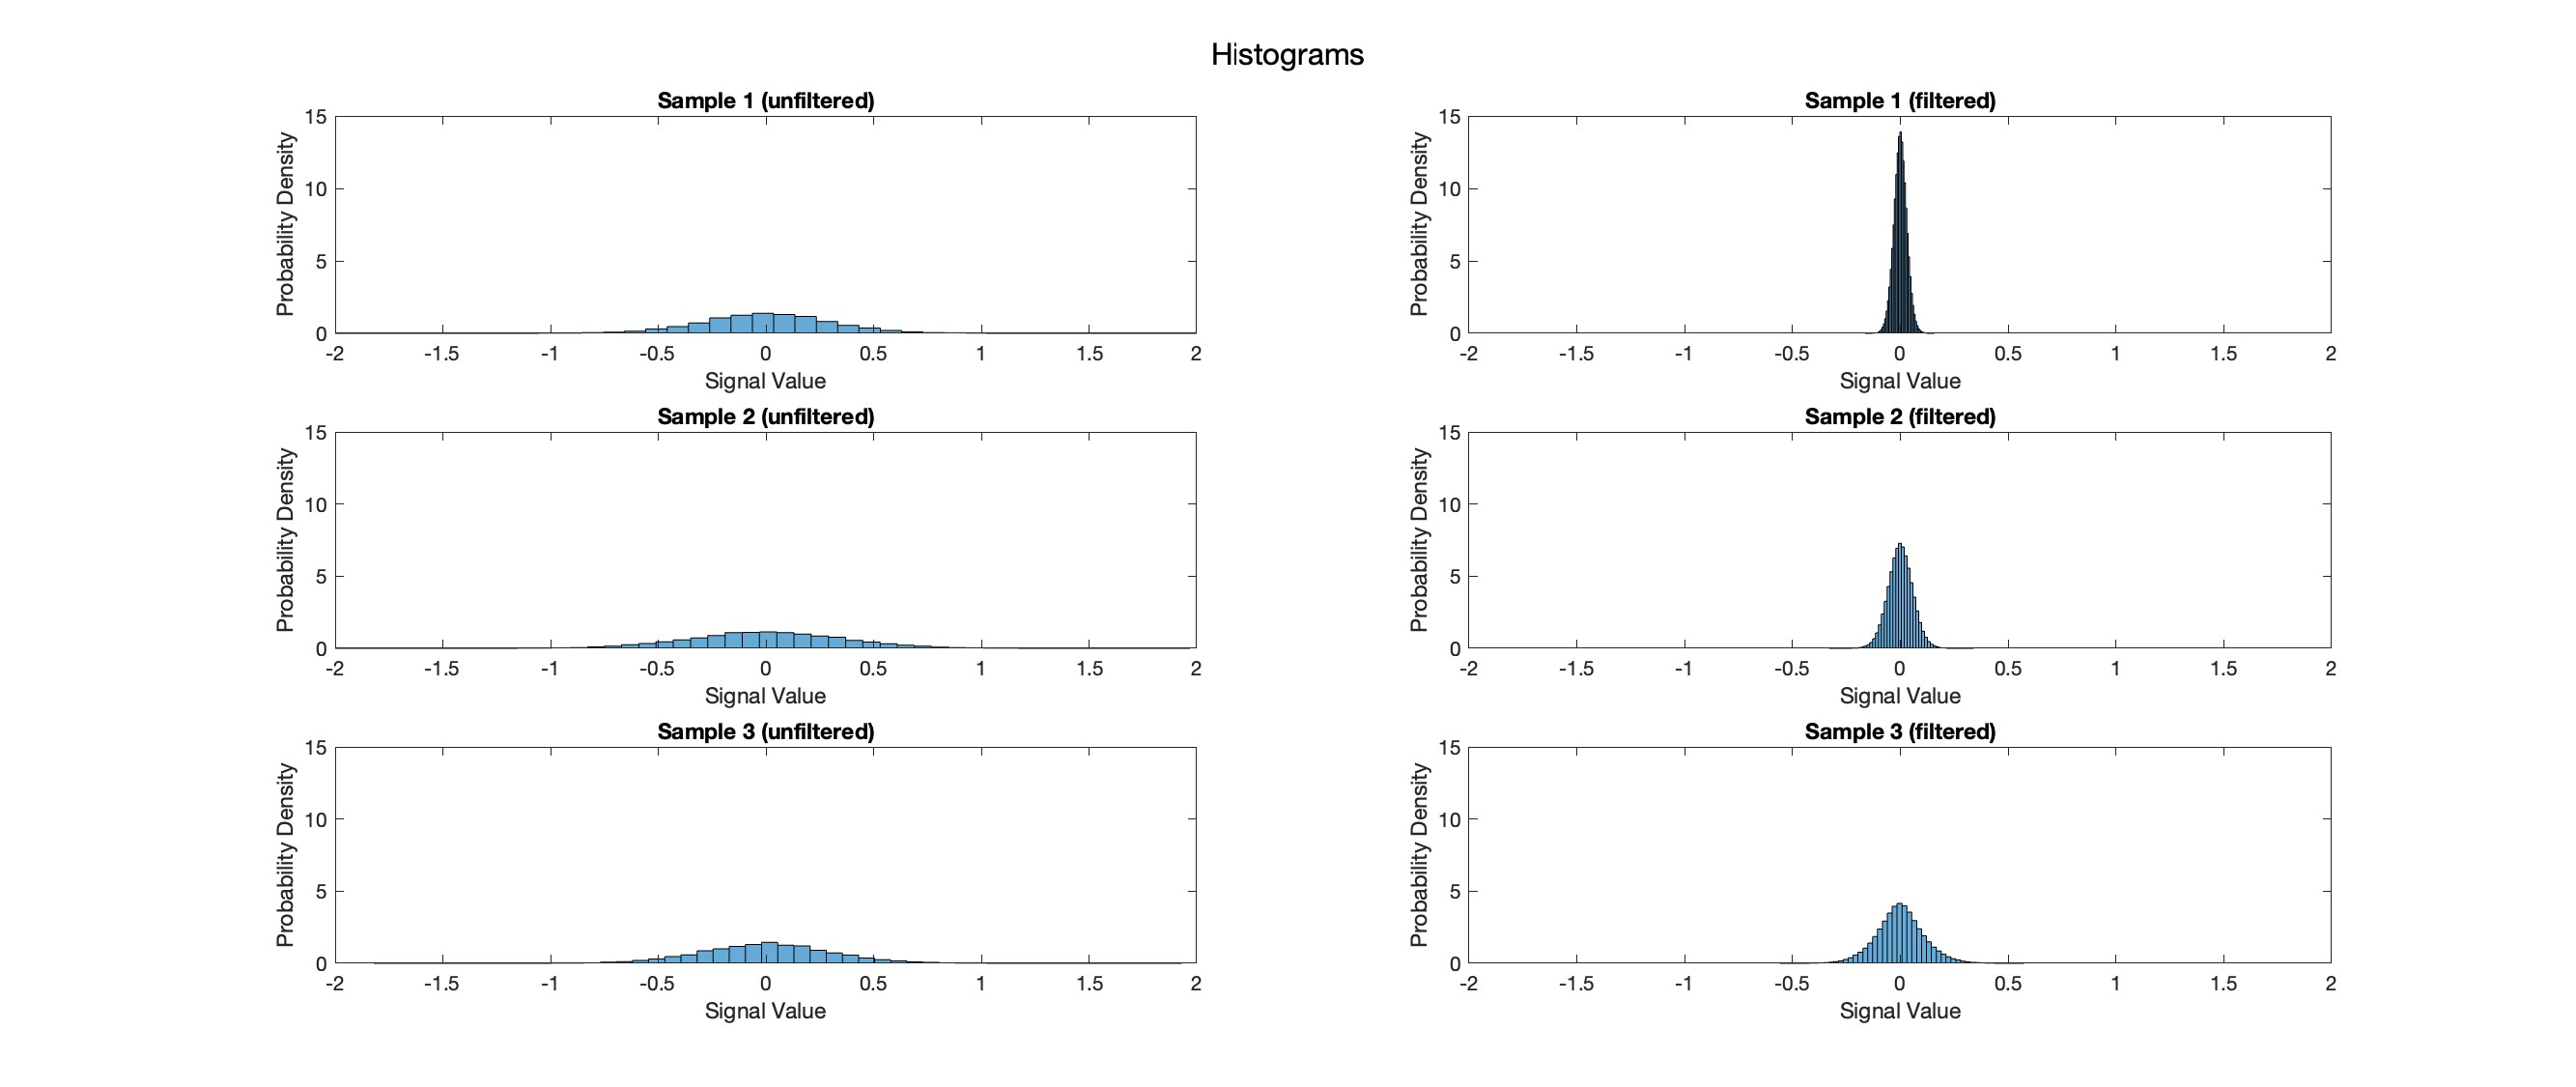 Histograms
Sample 1 (unfiltered)
Probability Density
15
10
5
0
-2 -1.5 -1 -0.5 0 0.5 1 1.5 2
Signal Value
Sample 1 (filtered)
Probability Density
15
10
5
0
-2 -1.5 -1 -0.5 0 0.5 1 1.5 2
Signal Value
Sample 2 (unfiltered)
Probability Density
15
10
5
0
-2 -1.5 -1 -0.5 0 0.5 1 1.5 2
Signal Value
Sample 2 (filtered)
Probability Density
15
10
5
0
-2 -1.5 -1 -0.5 0 0.5 1 1.5 2
Signal Value
Sample 3 (unfiltered)
Probability Density
15
10
5
0
-2 -1.5 -1 -0.5 0 0.5 1 1.5 2
Signal Value
Sample 3 (filtered)
Probability Density
15
10
5
0
-2 -1.5 -1 -0.5 0 0.5 1 1.5 2
Signal Value